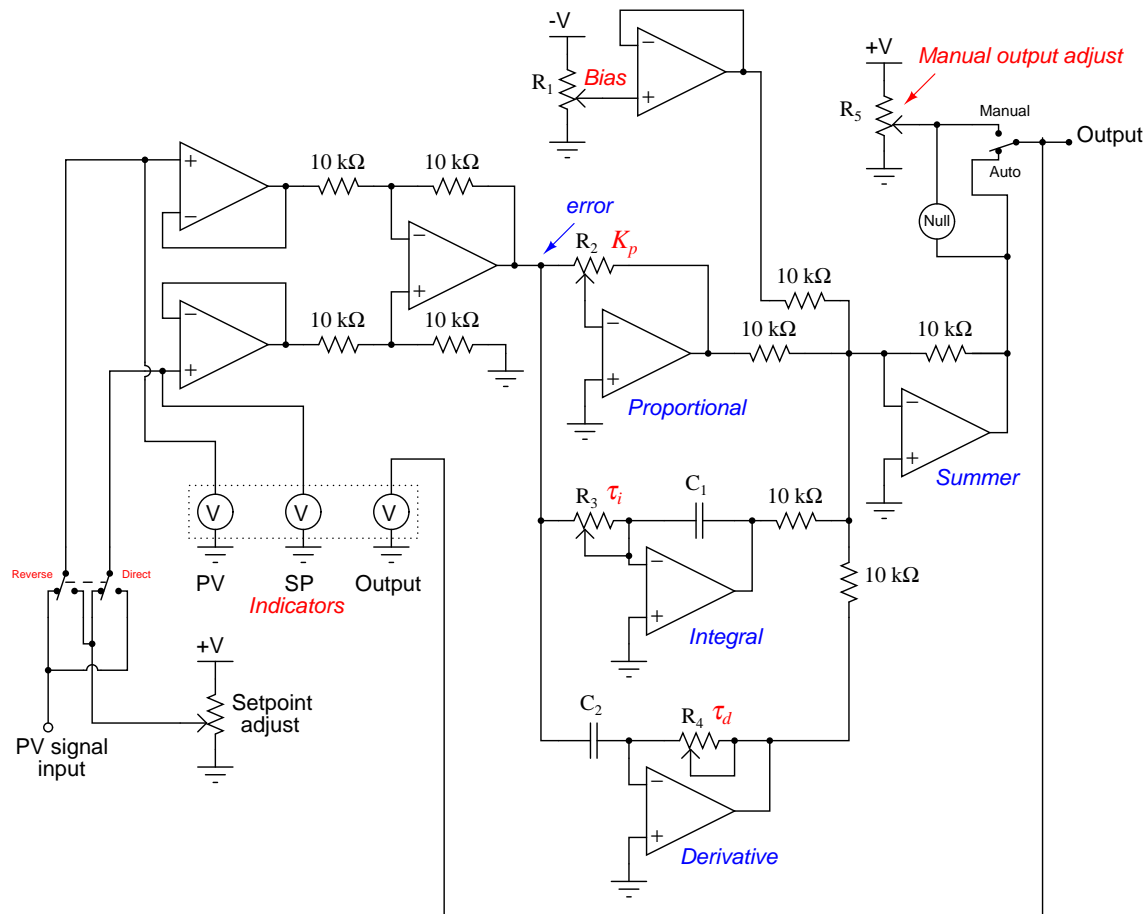 -V
R1
Bias
+V
Manual output adjust
R5
Manual
Output
Auto
Null
10 kΩ
10 kΩ
error
R2
Kp
10 kΩ
10 kΩ
10 kΩ
10 kΩ
10 kΩ
Proportional
Summer
V
V
V
PV
SP
Output
Indicators
Reverse
Direct
R3
τi
C1
10 kΩ
10 kΩ
Integral
+V
Setpoint
adjust
PV signal
input
C2
R4
τd
Derivative